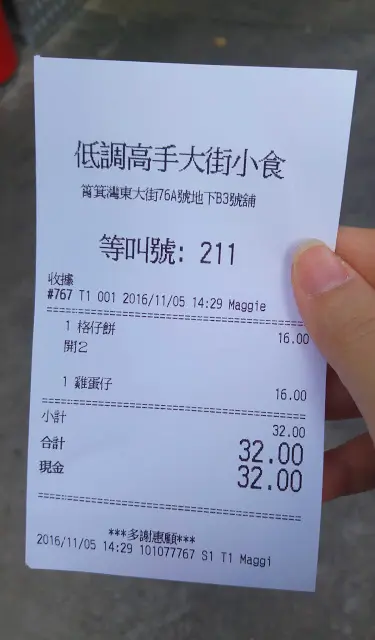 低調高手大街小食
筲箕灣東大街76A號地下B3號舖
等叫號: 211
收據
#767 T1 001 2016/11/05 14:29 Maggie
1 格仔餅 16.00
開2
1 雞蛋仔 16.00
小計 32.00
合計 32.00
現金 32.00
***多謝惠顧***
2016/11/05 14:29 101077767 S1 T1 Maggi